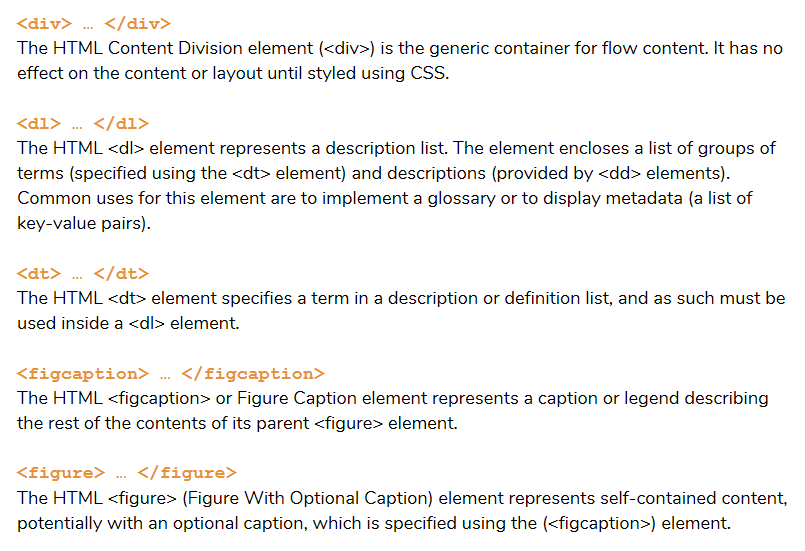 <div> … </div>
The HTML Content Division element (<div>) is the generic container for flow content. It has no
effect on the content or layout until styled using CSS.
<dl> … </dl>
The HTML <dl> element represents a description list. The element encloses a list of groups of
terms (specified using the <dt> element) and descriptions (provided by <dd> elements).
Common uses for this element are to implement a glossary or to display metadata (a list of
key-value pairs).
<dt> … </dt>
The HTML <dt> element specifies a term in a description or definition list, and as such must be
used inside a <dl> element.
<figcaption> … </figcaption>
The HTML <figcaption> or Figure Caption element represents a caption or legend describing
the rest of the contents of its parent <figure> element.
<figure> … </figure>
The HTML <figure> (Figure With Optional Caption) element represents self-contained content,
potentially with an optional caption, which is specified using the (<figcaption>) element.